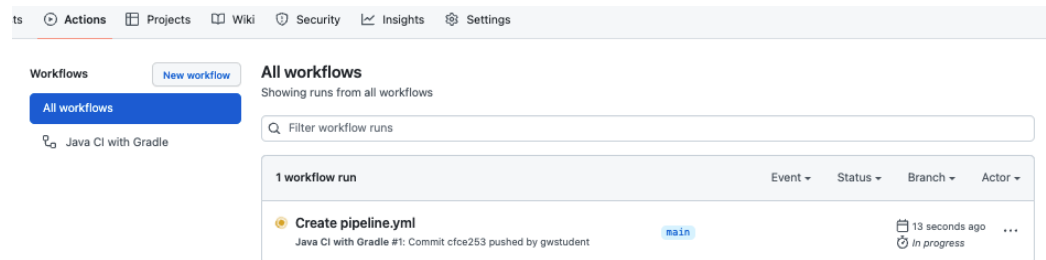 ts Actions Projects Wiki Security Insights Settings
Workflows New workflow
All workflows
Java CI with Gradle
All workflows
Showing runs from all workflows
Filter workflow runs
1 workflow run Event Status Branch Actor
Create pipeline.yml
Java CI with Gradle #1: Commit cfce253 pushed by gwstudent
main
13 seconds ago
In progress